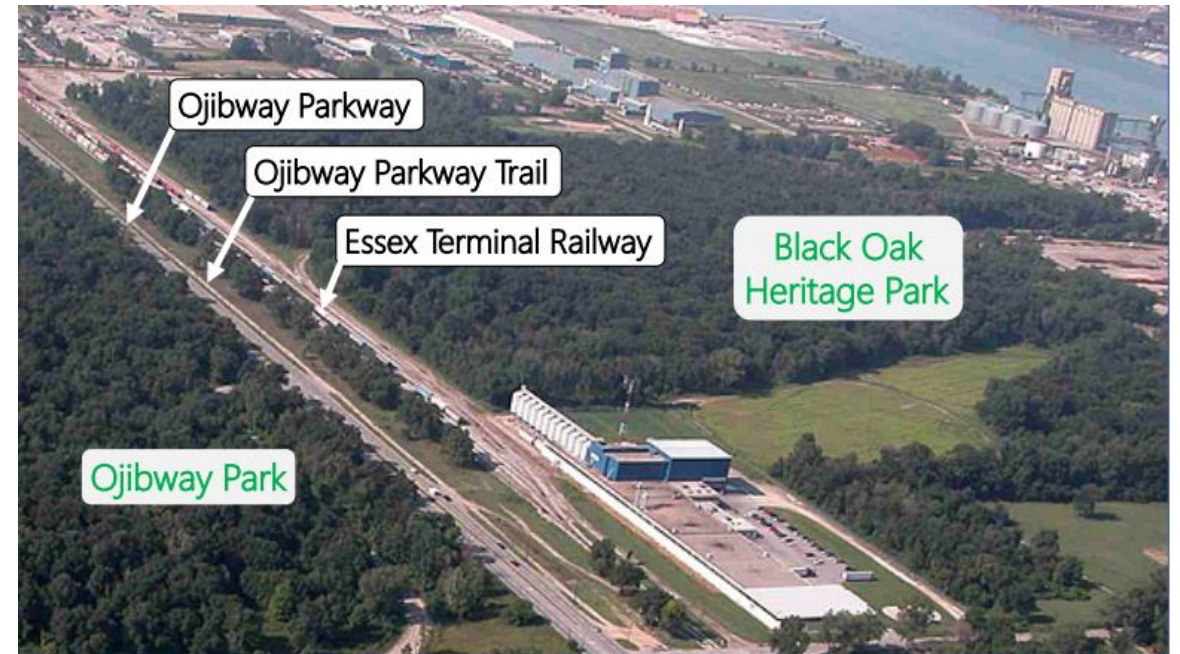 Ojibway Parkway
Ojibway Parkway Trail
Essex Terminal Railway
Black Oak
Heritage Park
Ojibway Park